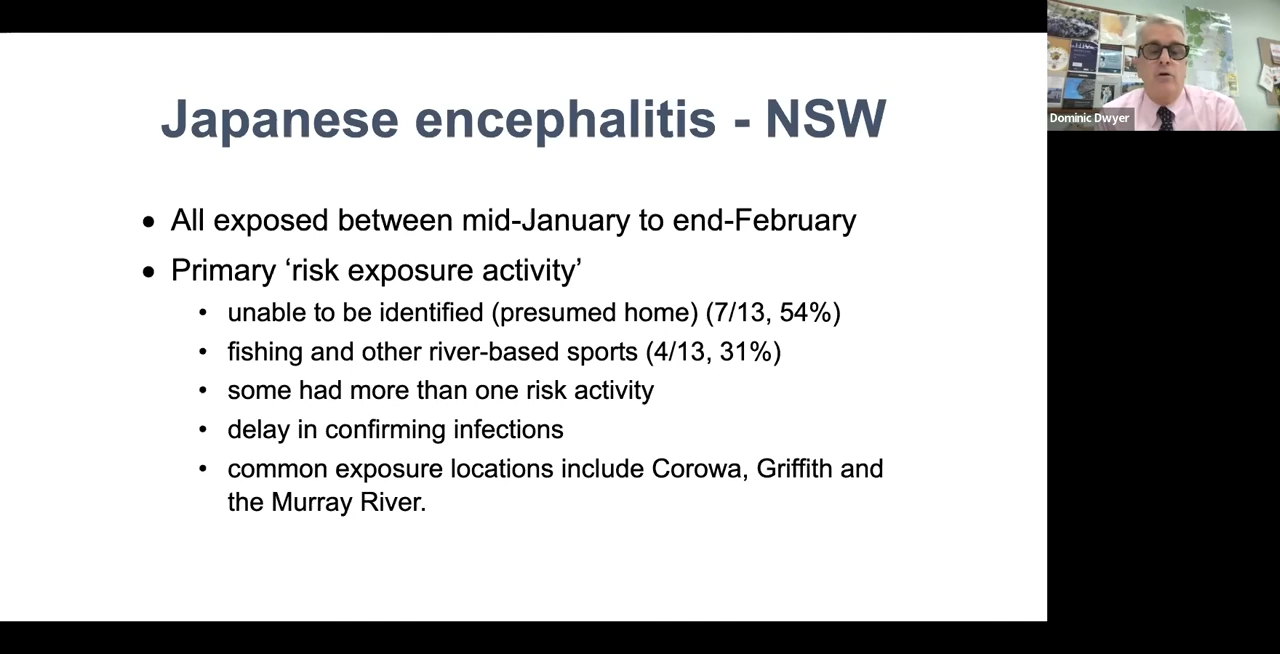 Japanese encephalitis - NSW
• All exposed between mid-January to end-February
• Primary ‘risk exposure activity’
• unable to be identified (presumed home) (7/13, 54%)
• fishing and other river-based sports (4/13, 31%)
• some had more than one risk activity
• delay in confirming infections
• common exposure locations include Corowa, Griffith and
the Murray River.
Dominic Dwyer